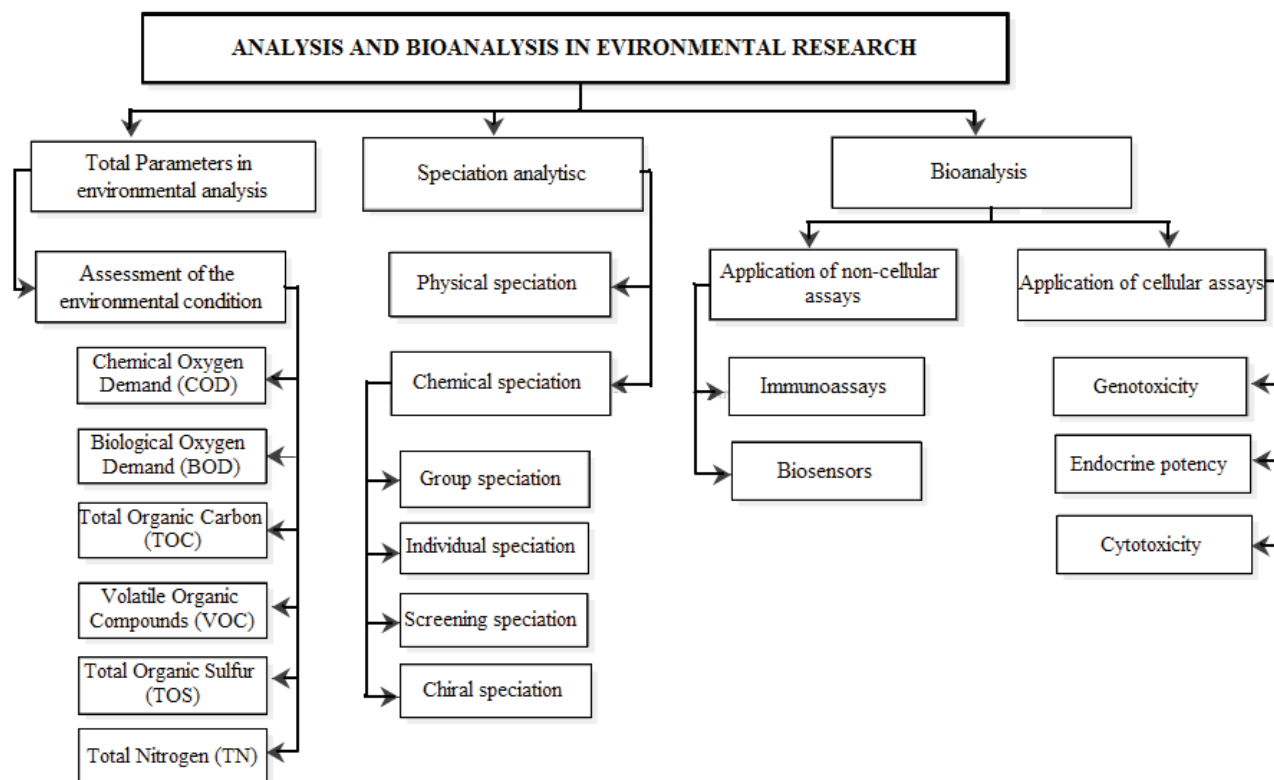 ANALYSIS AND BIOANALYSIS IN EVIRONMENTAL RESEARCH
Total Parameters in
environmental analysis
Assessment of the
environmental condition
Chemical Oxygen
Demand (COD)
Biological Oxygen
Demand (BOD)
Total Organic Carbon
(TOC)
Volatile Organic
Compounds (VOC)
Total Organic Sulfur
(TOS)
Total Nitrogen (TN)
Speciation analytisc
Physical speciation
Chemical speciation
Group speciation
Individual speciation
Screening speciation
Chiral speciation
Bioanalysis
Application of non-cellular
assays
Immunoassays
Biosensors
Application of cellular assays
Genotoxicity
Endocrine potency
Cytotoxicity